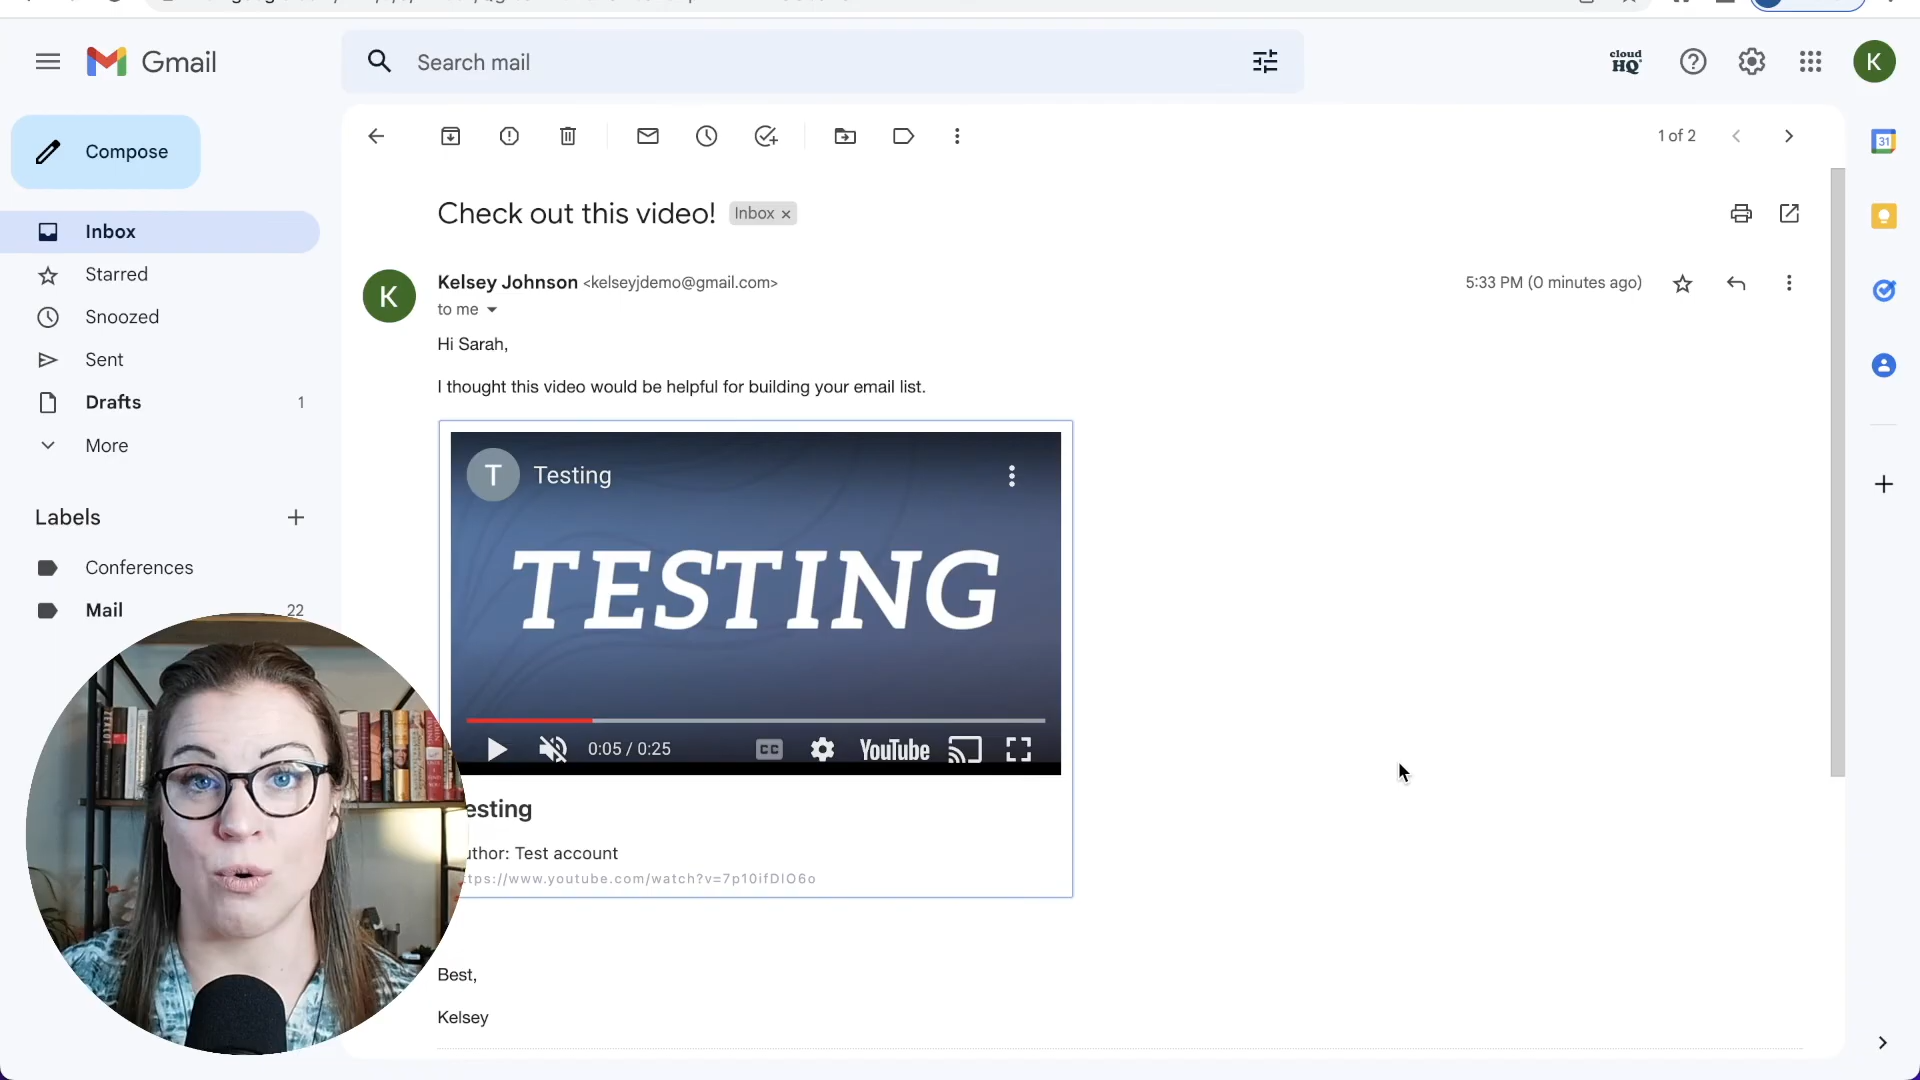 Gmail
Search mail
cloud
HQ
K
Compose
1 of 2
31
Check out this video!
Inbox ×
Inbox
Starred
Snoozed
Sent
Drafts 1
More
Labels
Conferences
Mail 22
K
Kelsey Johnson <kelseyjdemo@gmail.com>
5:33 PM (0 minutes ago)
to me
Hi Sarah,
I thought this video would be helpful for building your email list.
T Testing
TESTING
0:05 / 0:25
CC
YouTube
esting
uthor: Test account
tps://www.youtube.com/watch?v=7p10ifDIO6o
Best,
Kelsey